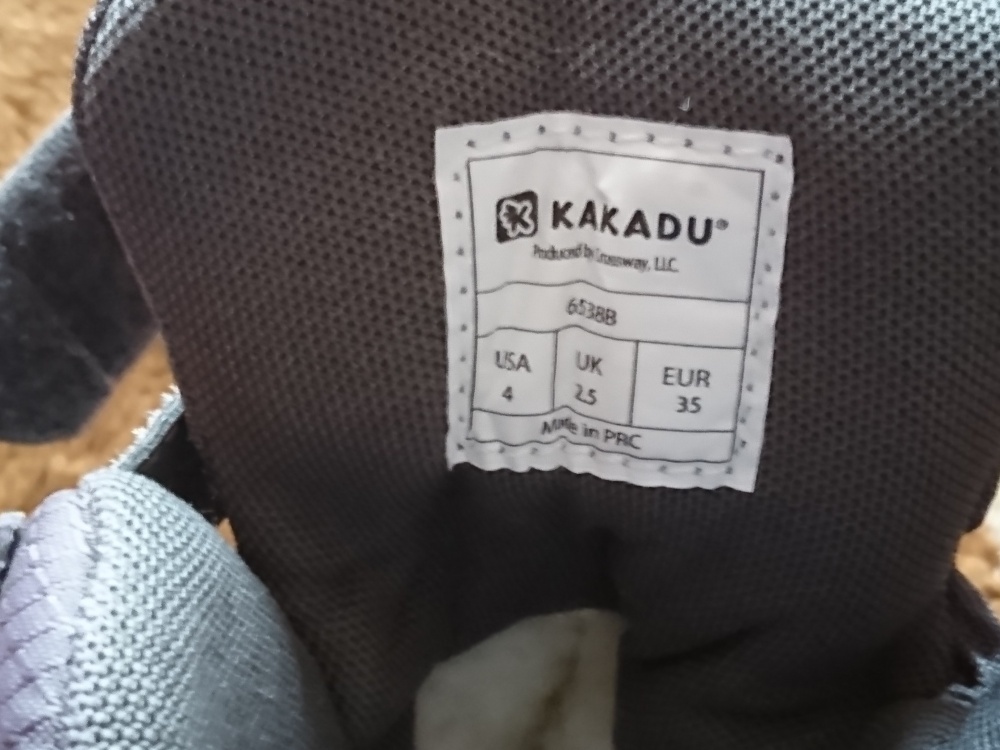 KAKADU®
Produced by Crossway, LLC
6538B
USA UK EUR
4 2.5 35
Made in PRC